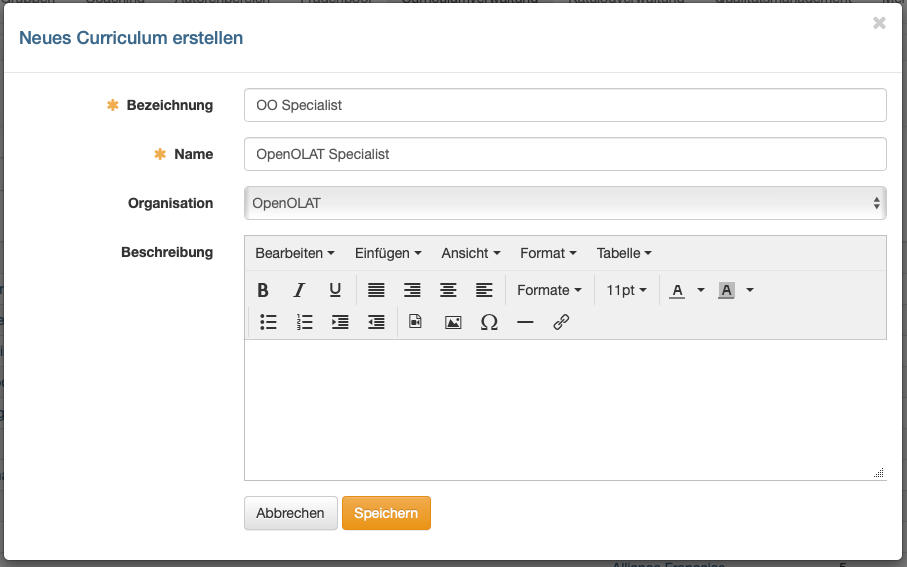 Neues Curriculum erstellen
Bezeichnung
OO Specialist
Name
OpenOLAT Specialist
Organisation
OpenOLAT
Beschreibung
Bearbeiten Einfügen Ansicht Format Tabelle
B I U Formate 11pt A A
Abbrechen Speichern